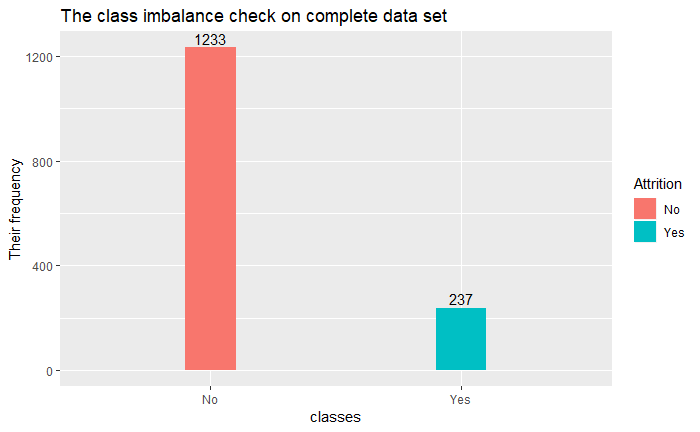 The class imbalance check on complete data set
1233
1200
800
400
237
0
Their frequency
No
Yes
classes
Attrition
No
Yes